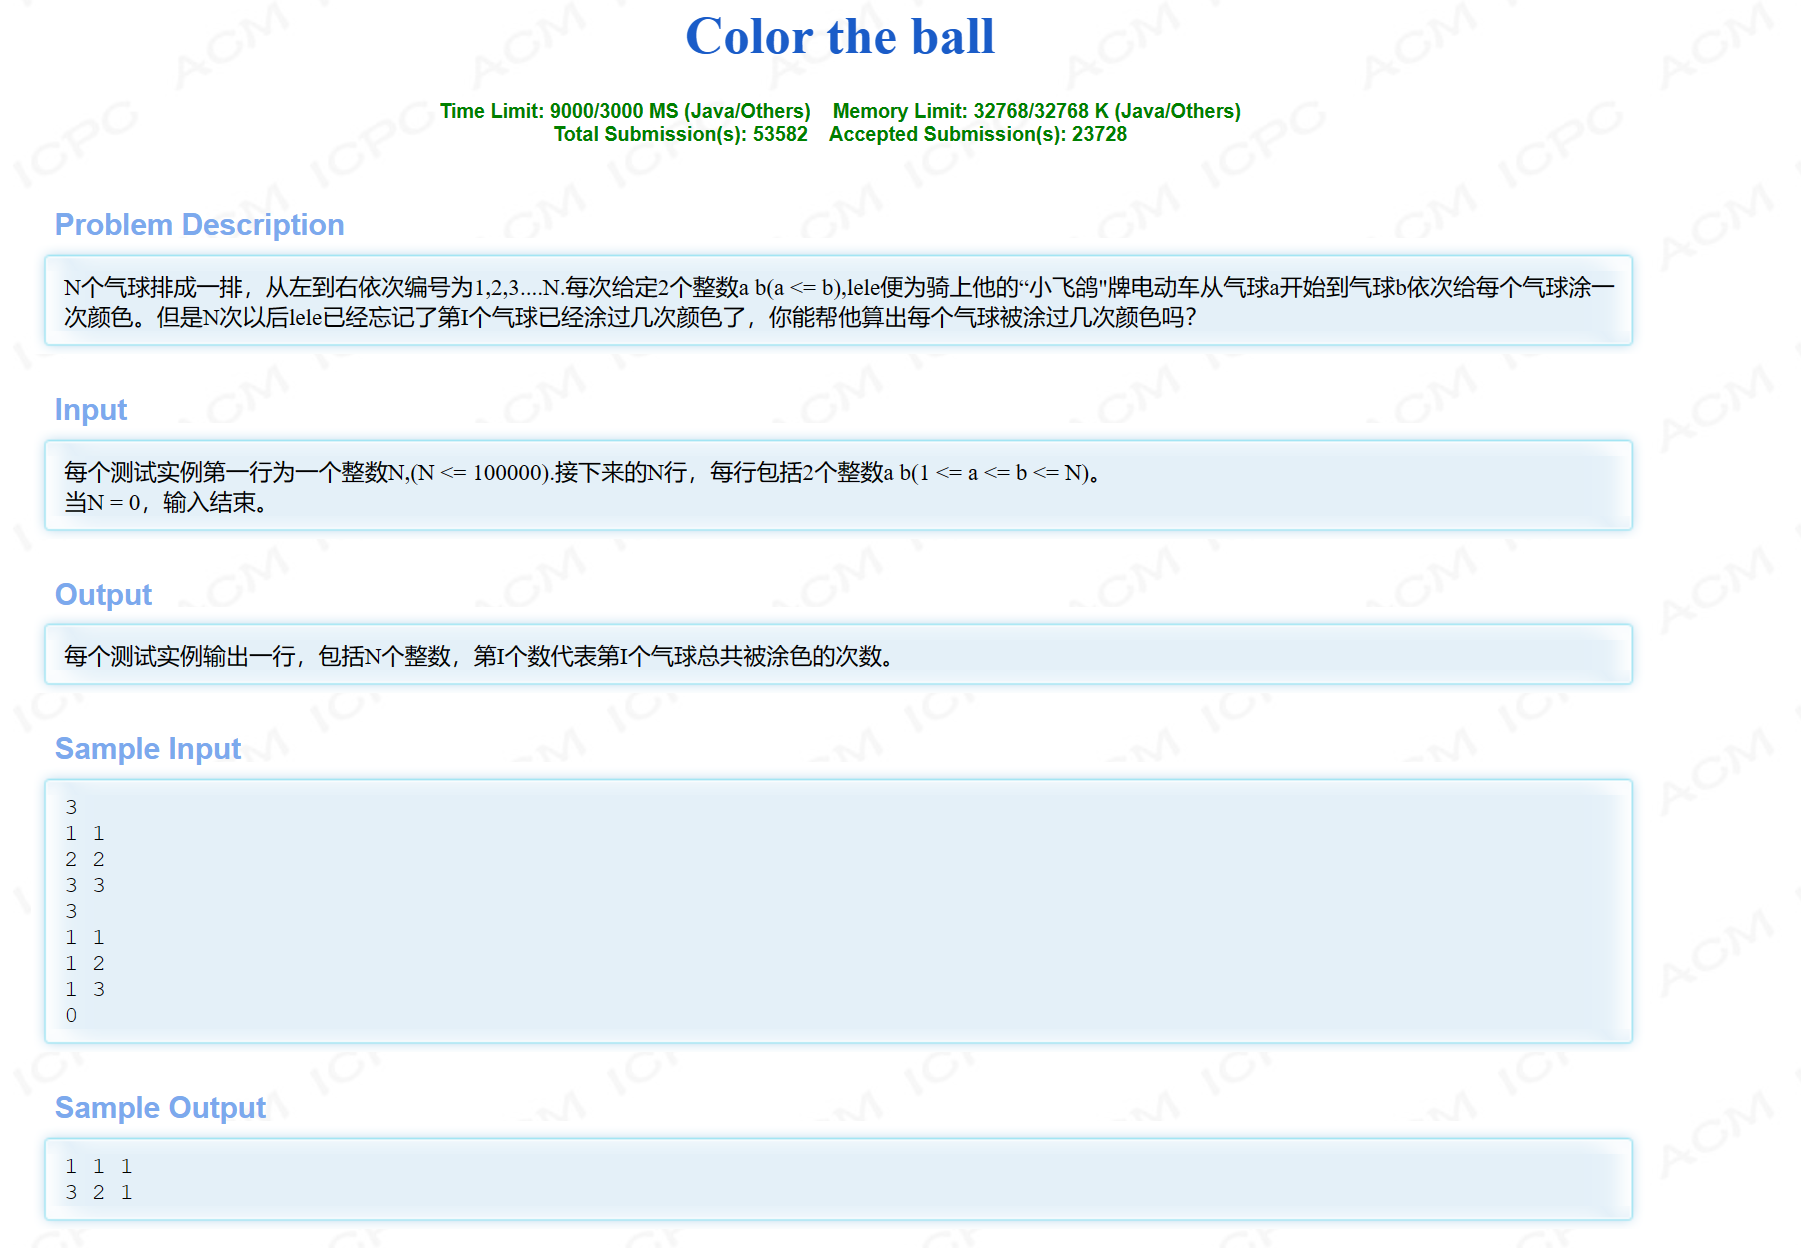 Color the ball
Time Limit: 9000/3000 MS (Java/Others)    Memory Limit: 32768/32768 K (Java/Others)
Total Submission(s): 53582    Accepted Submission(s): 23728
Problem Description
N个气球排成一排，从左到右依次编号为1,2,3....N.每次给定2个整数a b(a <= b),lele便为骑上他的“小飞鸽"牌电动车从气球a开始到气球b依次给每个气球涂一
次颜色。但是N次以后lele已经忘记了第I个气球已经涂过几次颜色了，你能帮他算出每个气球被涂过几次颜色吗？
Input
每个测试实例第一行为一个整数N,(N <= 100000).接下来的N行，每行包括2个整数a b(1 <= a <= b <= N)。
当N = 0，输入结束。
Output
每个测试实例输出一行，包括N个整数，第I个数代表第I个气球总共被涂色的次数。
Sample Input
3
1 1
2 2
3 3
3
1 1
1 2
1 3
0
Sample Output
1 1 1
3 2 1